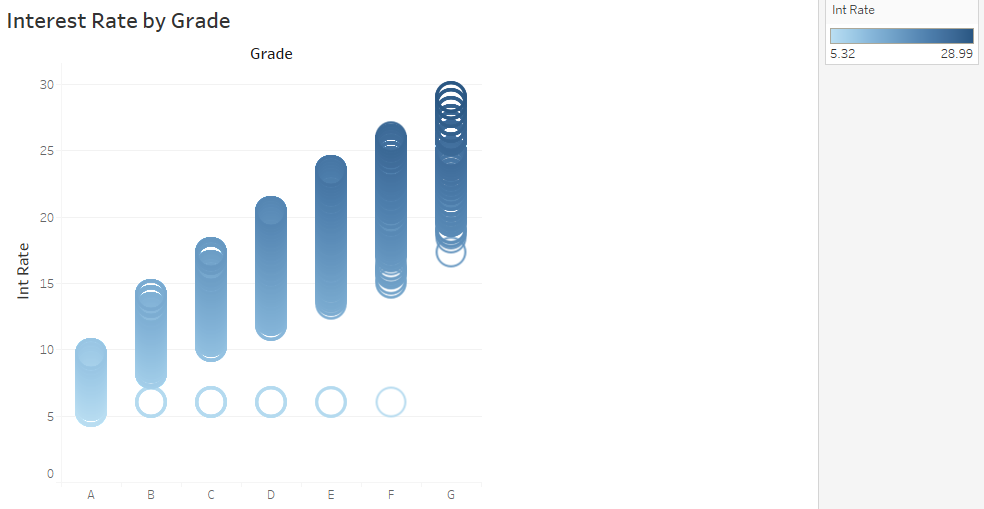 Interest Rate by Grade
Grade
Int Rate
30
25
20
15
10
5
0
A B C D E F G
Int Rate
5.32 28.99